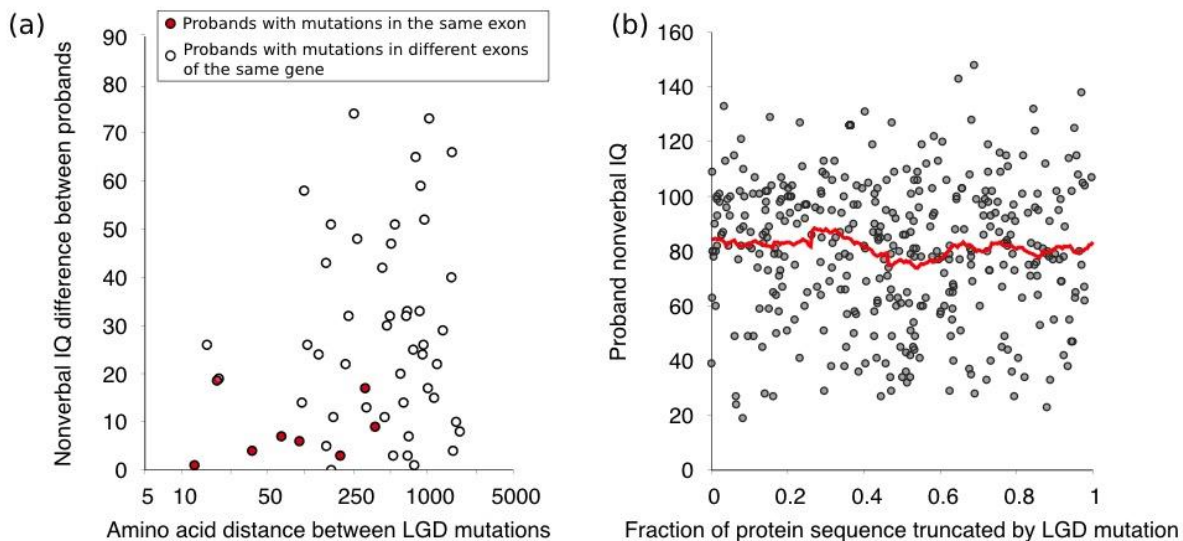 (a)
Nonverbal IQ difference between probands
Probands with mutations in the same exon
Probands with mutations in different exons
of the same gene
90
80
70
60
50
40
30
20
10
0
5 10 50 250 1000 5000
Amino acid distance between LGD mutations
(b)
Proband nonverbal IQ
160
140
120
100
80
60
40
20
0
0 0.2 0.4 0.6 0.8 1
Fraction of protein sequence truncated by LGD mutation